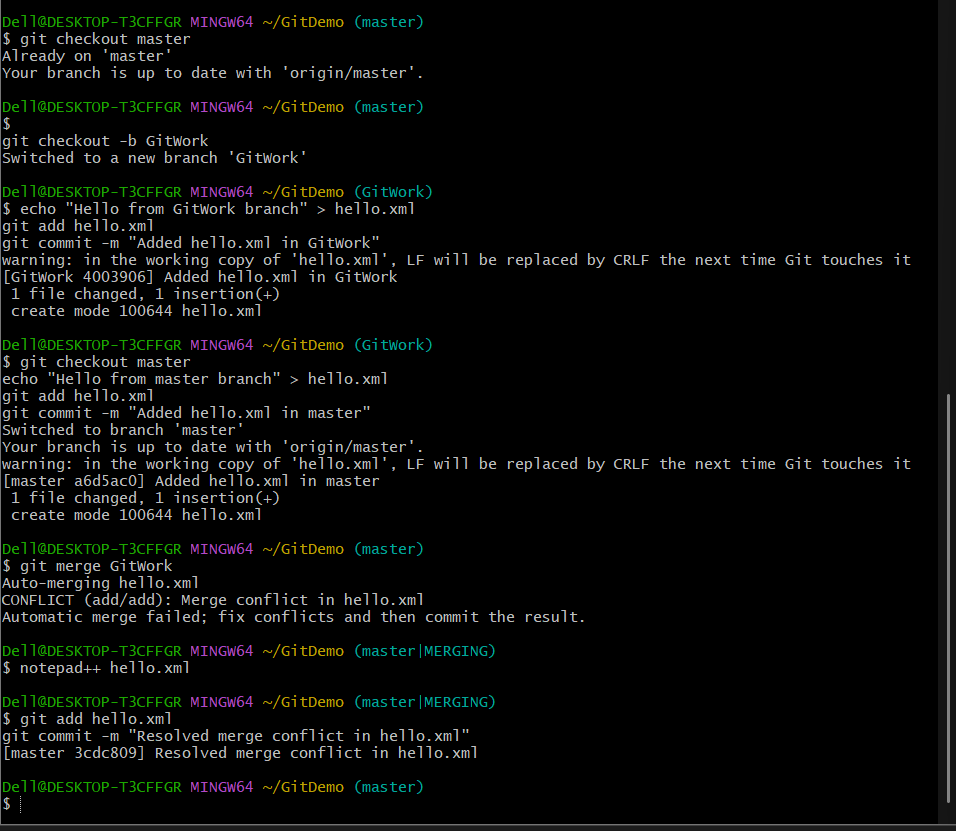 Dell@DESKTOP-T3CFFGR MINGW64 ~/GitDemo (master)
$ git checkout master
Already on 'master'
Your branch is up to date with 'origin/master'.
Dell@DESKTOP-T3CFFGR MINGW64 ~/GitDemo (master)
$
git checkout -b GitWork
Switched to a new branch 'GitWork'
Dell@DESKTOP-T3CFFGR MINGW64 ~/GitDemo (GitWork)
$ echo "Hello from GitWork branch" > hello.xml
git add hello.xml
git commit -m "Added hello.xml in GitWork"
warning: in the working copy of 'hello.xml', LF will be replaced by CRLF the next time Git touches it
[GitWork 4003906] Added hello.xml in GitWork
 1 file changed, 1 insertion(+)
 create mode 100644 hello.xml
Dell@DESKTOP-T3CFFGR MINGW64 ~/GitDemo (GitWork)
$ git checkout master
echo "Hello from master branch" > hello.xml
git add hello.xml
git commit -m "Added hello.xml in master"
Switched to branch 'master'
Your branch is up to date with 'origin/master'.
warning: in the working copy of 'hello.xml', LF will be replaced by CRLF the next time Git touches it
[master a6d5ac0] Added hello.xml in master
 1 file changed, 1 insertion(+)
 create mode 100644 hello.xml
Dell@DESKTOP-T3CFFGR MINGW64 ~/GitDemo (master)
$ git merge GitWork
Auto-merging hello.xml
CONFLICT (add/add): Merge conflict in hello.xml
Automatic merge failed; fix conflicts and then commit the result.
Dell@DESKTOP-T3CFFGR MINGW64 ~/GitDemo (master|MERGING)
$ notepad++ hello.xml
Dell@DESKTOP-T3CFFGR MINGW64 ~/GitDemo (master|MERGING)
$ git add hello.xml
git commit -m "Resolved merge conflict in hello.xml"
[master 3cdc809] Resolved merge conflict in hello.xml
Dell@DESKTOP-T3CFFGR MINGW64 ~/GitDemo (master)
$